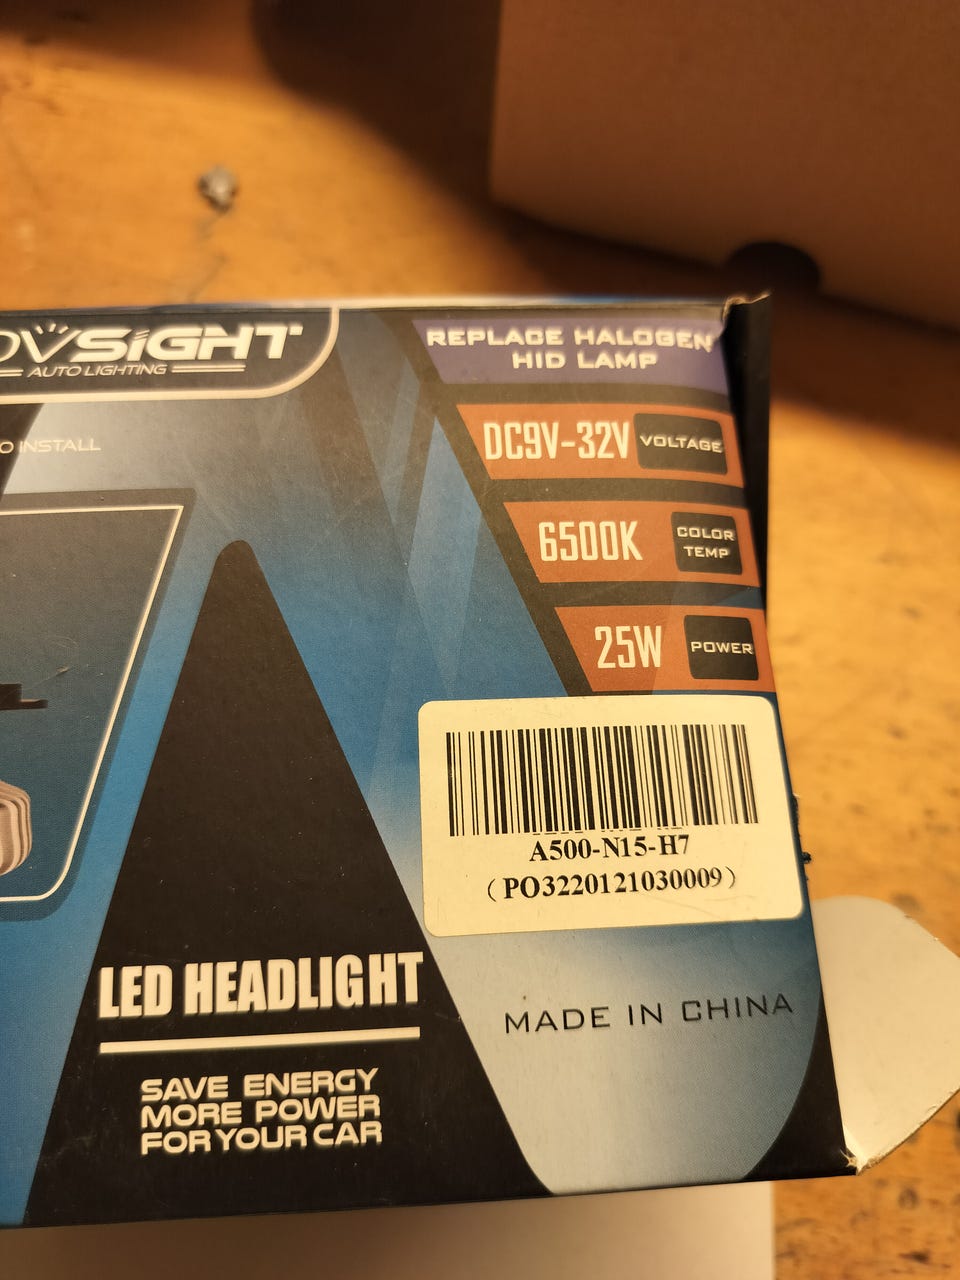 OVSIGHT
AUTO LIGHTING
O INSTALL
REPLACE HALOGEN
HID LAMP
DC9V-32V VOLTAGE
6500K COLOR TEMP
25W POWER
A500-N15-H7
(PO3220121030009)
LED HEADLIGHT
SAVE ENERGY
MORE POWER
FOR YOUR CAR
MADE IN CHINA